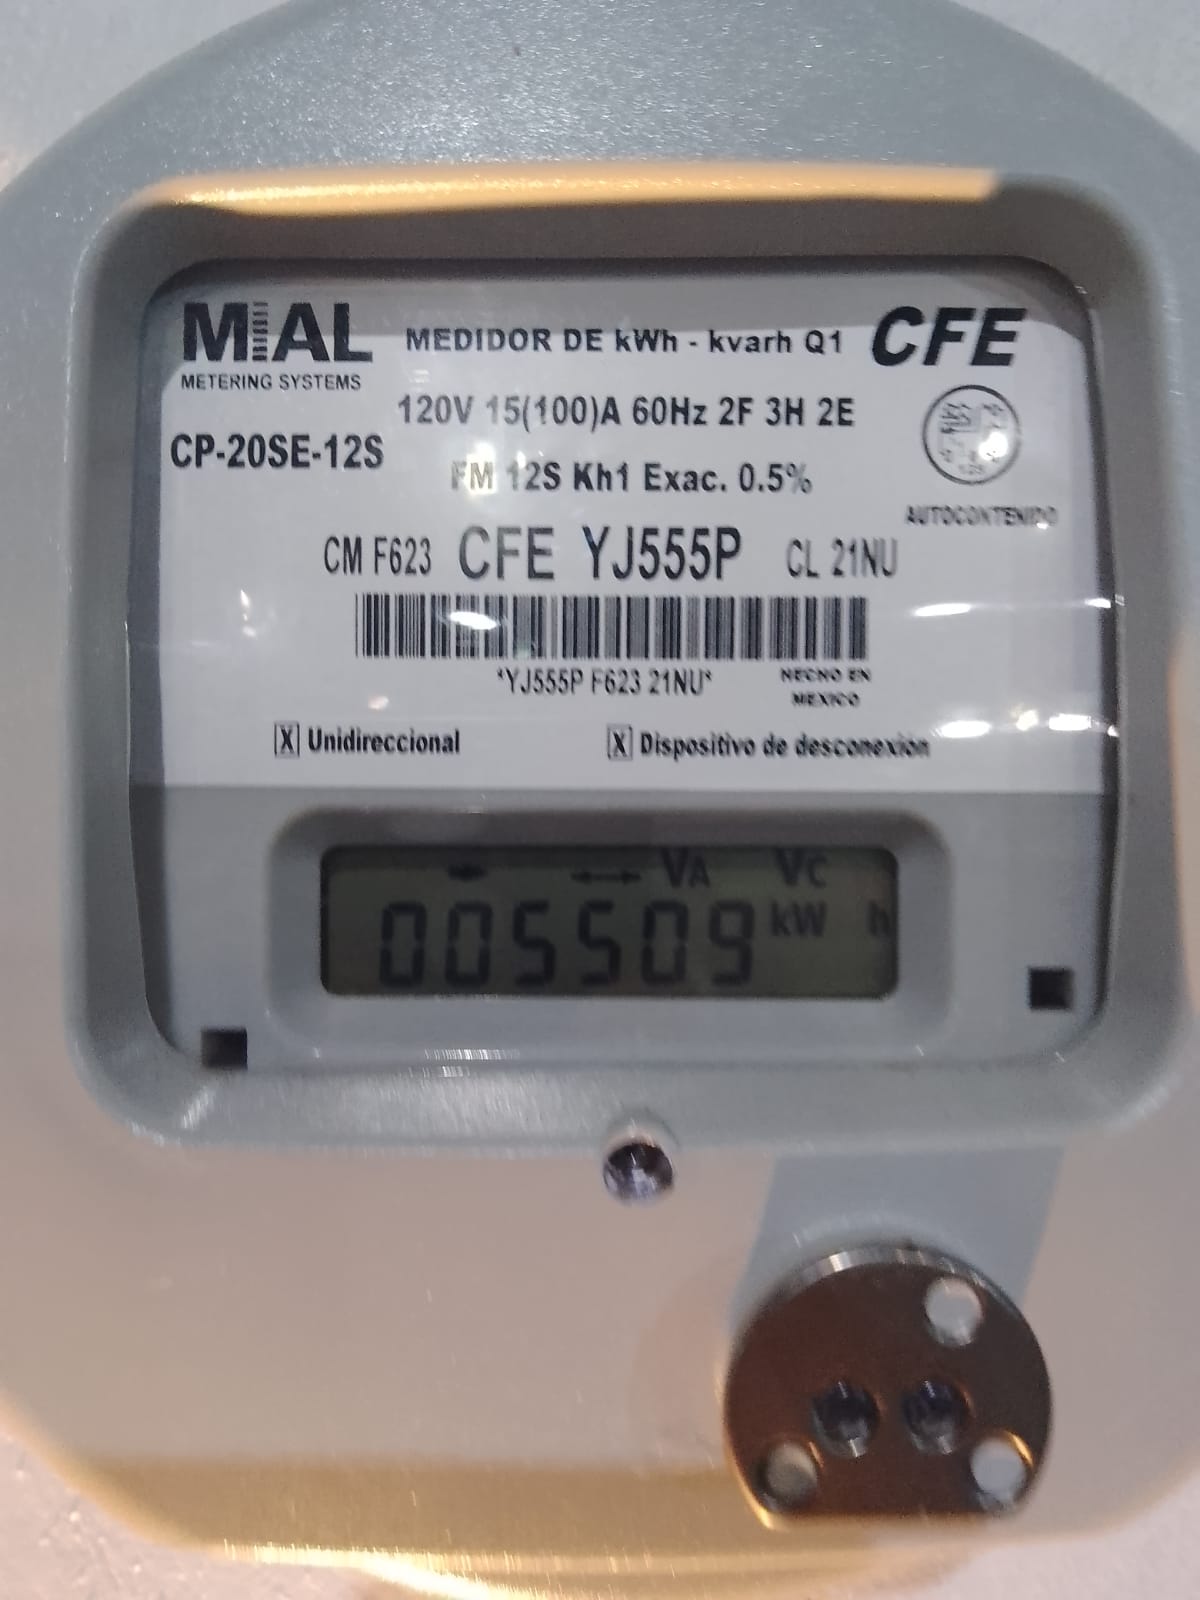 MIAL
METERING SYSTEMS
MEDIDOR DE kWh - kvarh Q1
CFE
120V 15(100)A 60Hz 2F 3H 2E
CP-20SE-12S
FM 12S Kh1 Exac. 0.5%
AUTOCONTENIDO
CM F623 CFE YJ555P CL 21NU
*YJ555P F623 21NU*
HECHO EN
MEXICO
X Unidireccional
X Dispositivo de desconexión
VA VC
005509 kW h